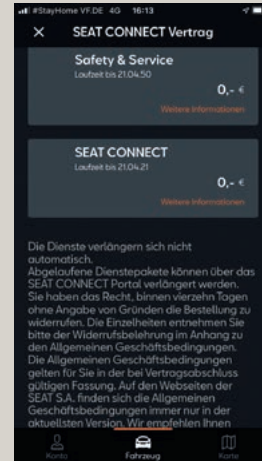 #StayHome VF.DE 4G 16:13
× SEAT CONNECT Vertrag
Safety & Service
Laufzeit bis 21.04.50
0,- €
Weitere Informationen
SEAT CONNECT
Laufzeit bis 21.04.21
0,- €
Weitere Informationen
Die Dienste verlängern sich nicht
automatisch.
Abgelaufene Dienstepakete können über das
SEAT CONNECT Portal verlängert werden.
Sie haben das Recht, binnen vierzehn Tagen
ohne Angabe von Gründen die Bestellung zu
widerrufen. Die Einzelheiten entnehmen Sie
bitte der Widerrufsbelehrung im Anhang zu
den Allgemeinen Geschäftsbedingungen.
Die Allgemeinen Geschäftsbedingungen
gelten für Sie in der bei Vertragsabschluss
gültigen Fassung. Auf den Webseiten der
SEAT S.A. finden sich die Allgemeinen
Geschäftsbedingungen immer nur in der
aktuellsten Version. Wir empfehlen Ihnen
Konto Fahrzeug Karte